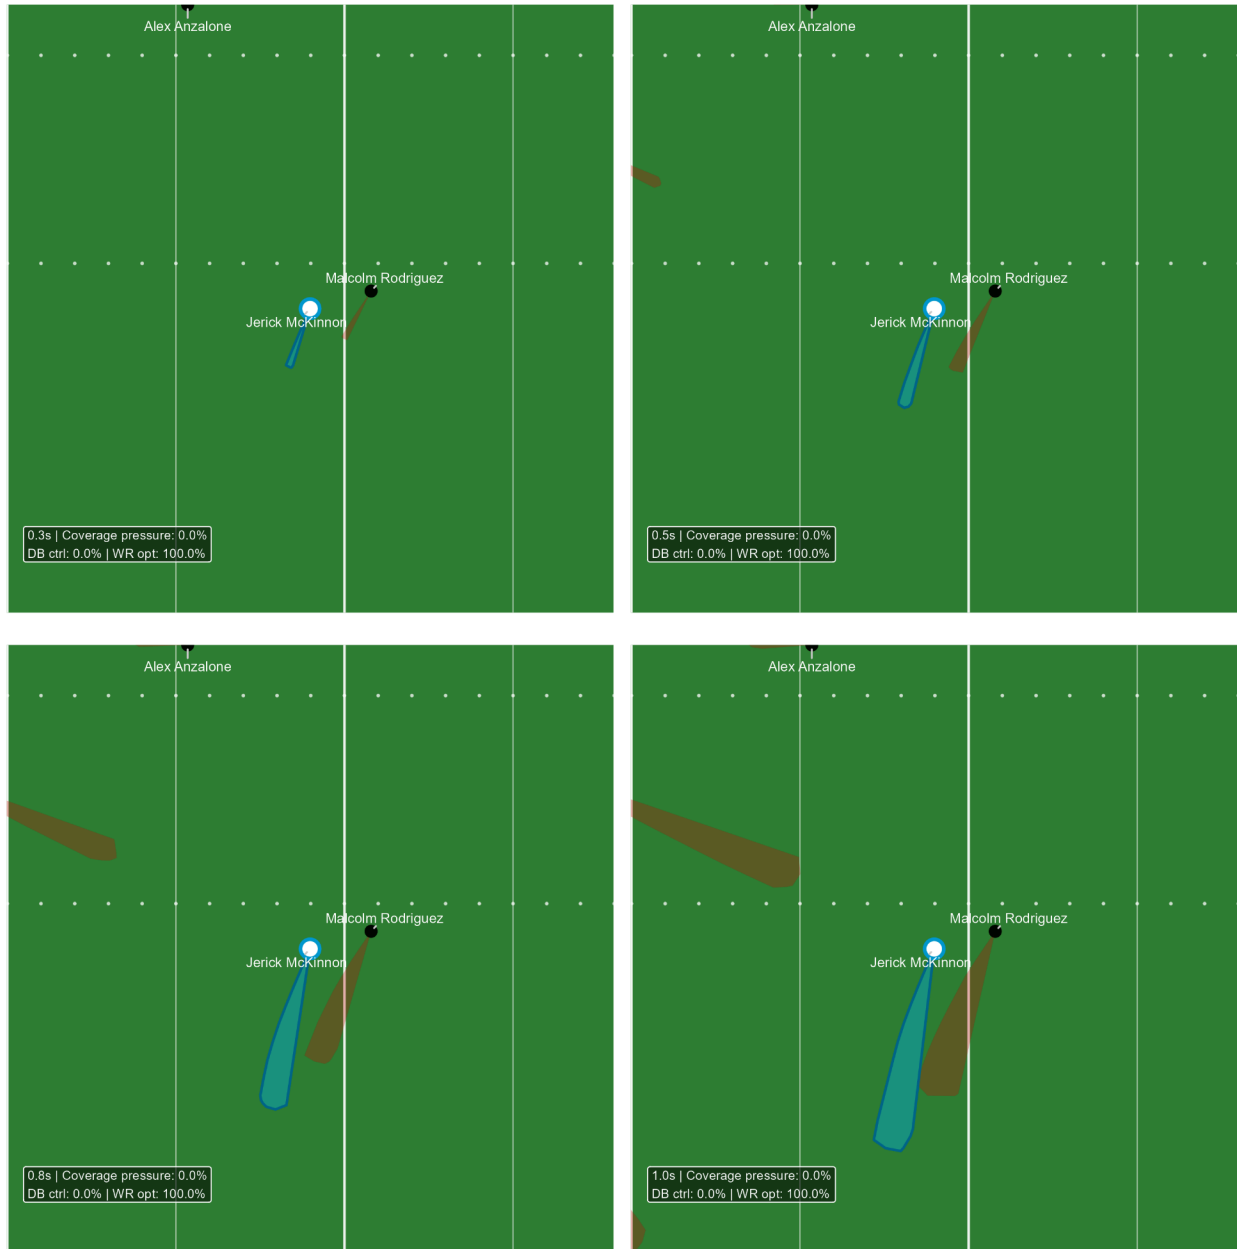 Alex Anzalone
Malcolm Rodriguez
Jerick McKinnon
0.3s | Coverage pressure: 0.0%
DB ctrl: 0.0% | WR opt: 100.0%
Alex Anzalone
Malcolm Rodriguez
Jerick McKinnon
0.5s | Coverage pressure: 0.0%
DB ctrl: 0.0% | WR opt: 100.0%
Alex Anzalone
Malcolm Rodriguez
Jerick McKinnon
0.8s | Coverage pressure: 0.0%
DB ctrl: 0.0% | WR opt: 100.0%
Alex Anzalone
Malcolm Rodriguez
Jerick McKinnon
1.0s | Coverage pressure: 0.0%
DB ctrl: 0.0% | WR opt: 100.0%